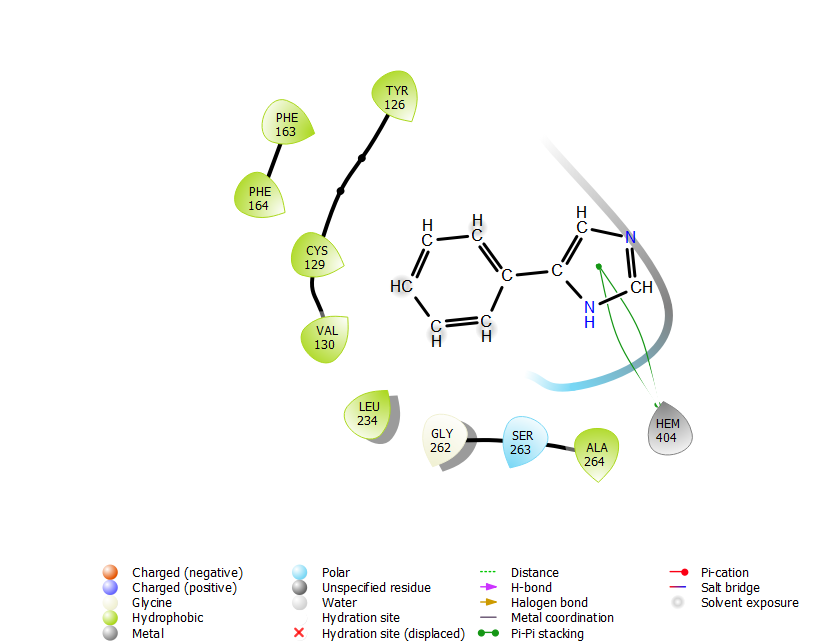 TYR
126
PHE
163
PHE
164
CYS
129
VAL
130
LEU
234
GLY
262
SER
263
ALA
264
HEM
404
H
C
H
C
HC
C
H
C
H
C
C
H
C
N
CH
N
H
Charged (negative)
Charged (positive)
Glycine
Hydrophobic
Metal
Polar
Unspecified residue
Water
Hydration site
Hydration site (displaced)
Distance
H-bond
Halogen bond
Metal coordination
Pi-Pi stacking
Pi-cation
Salt bridge
Solvent exposure